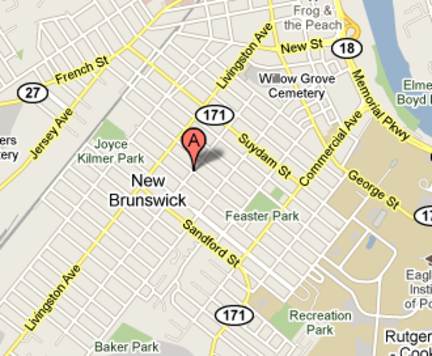 Frog &
the Peach
New St
18
Livingston Ave
French St
27
Willow Grove
Cemetery
Elme
Boyd
Memorial Pkwy
Jersey Ave
171
A
Suydam St
Commercial Ave
ers
tery
Joyce
Kilmer Park
New
Brunswick
George St
17
Feaster Park
Sandford St
Livingston Ave
Eagl
Insti
of Po
171
Recreation
Park
Baker Park
Rutger
- Cook